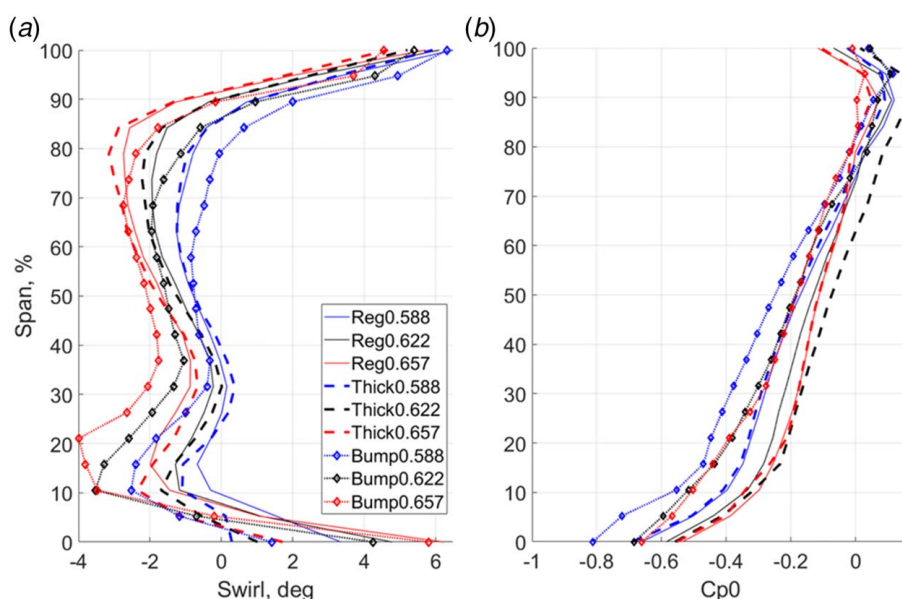 (a)
100
90
80
70
60
50
40
30
20
10
0
Span, %
-4
-2
0
2
4
6
Swirl, deg
Reg0.588
Reg0.622
Reg0.657
Thick0.588
Thick0.622
Thick0.657
Bump0.588
Bump0.622
Bump0.657
(b)
100
90
80
70
60
50
40
30
20
10
0
-1
-0.8
-0.6
-0.4
-0.2
0
Cp0